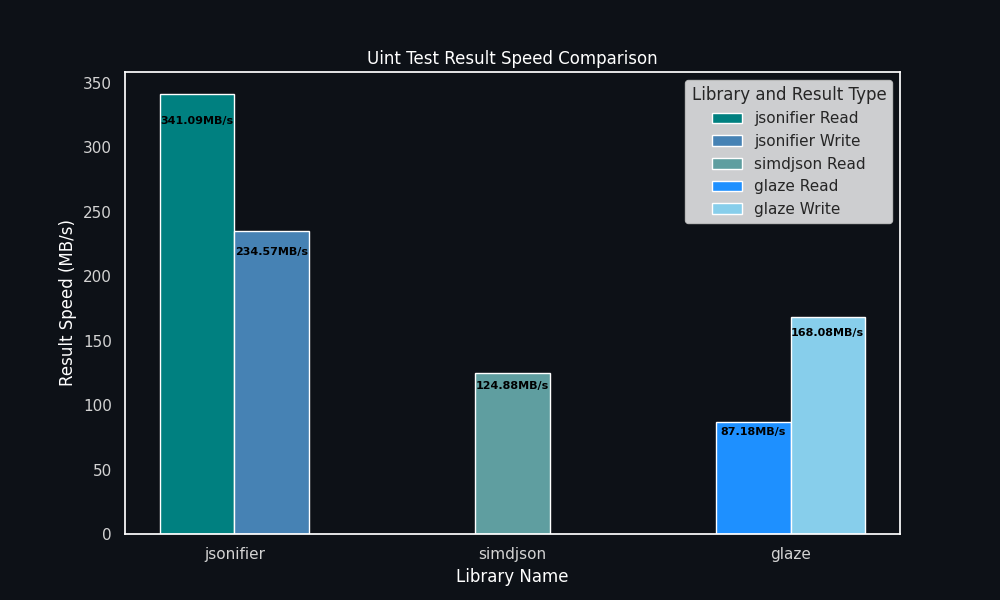 Uint Test Result Speed Comparison
Result Speed (MB/s)
350
300
250
200
150
100
50
0
341.09MB/s
234.57MB/s
124.88MB/s
87.18MB/s
168.08MB/s
Library and Result Type
jsonifier Read
jsonifier Write
simdjson Read
glaze Read
glaze Write
jsonifier
simdjson
glaze
Library Name